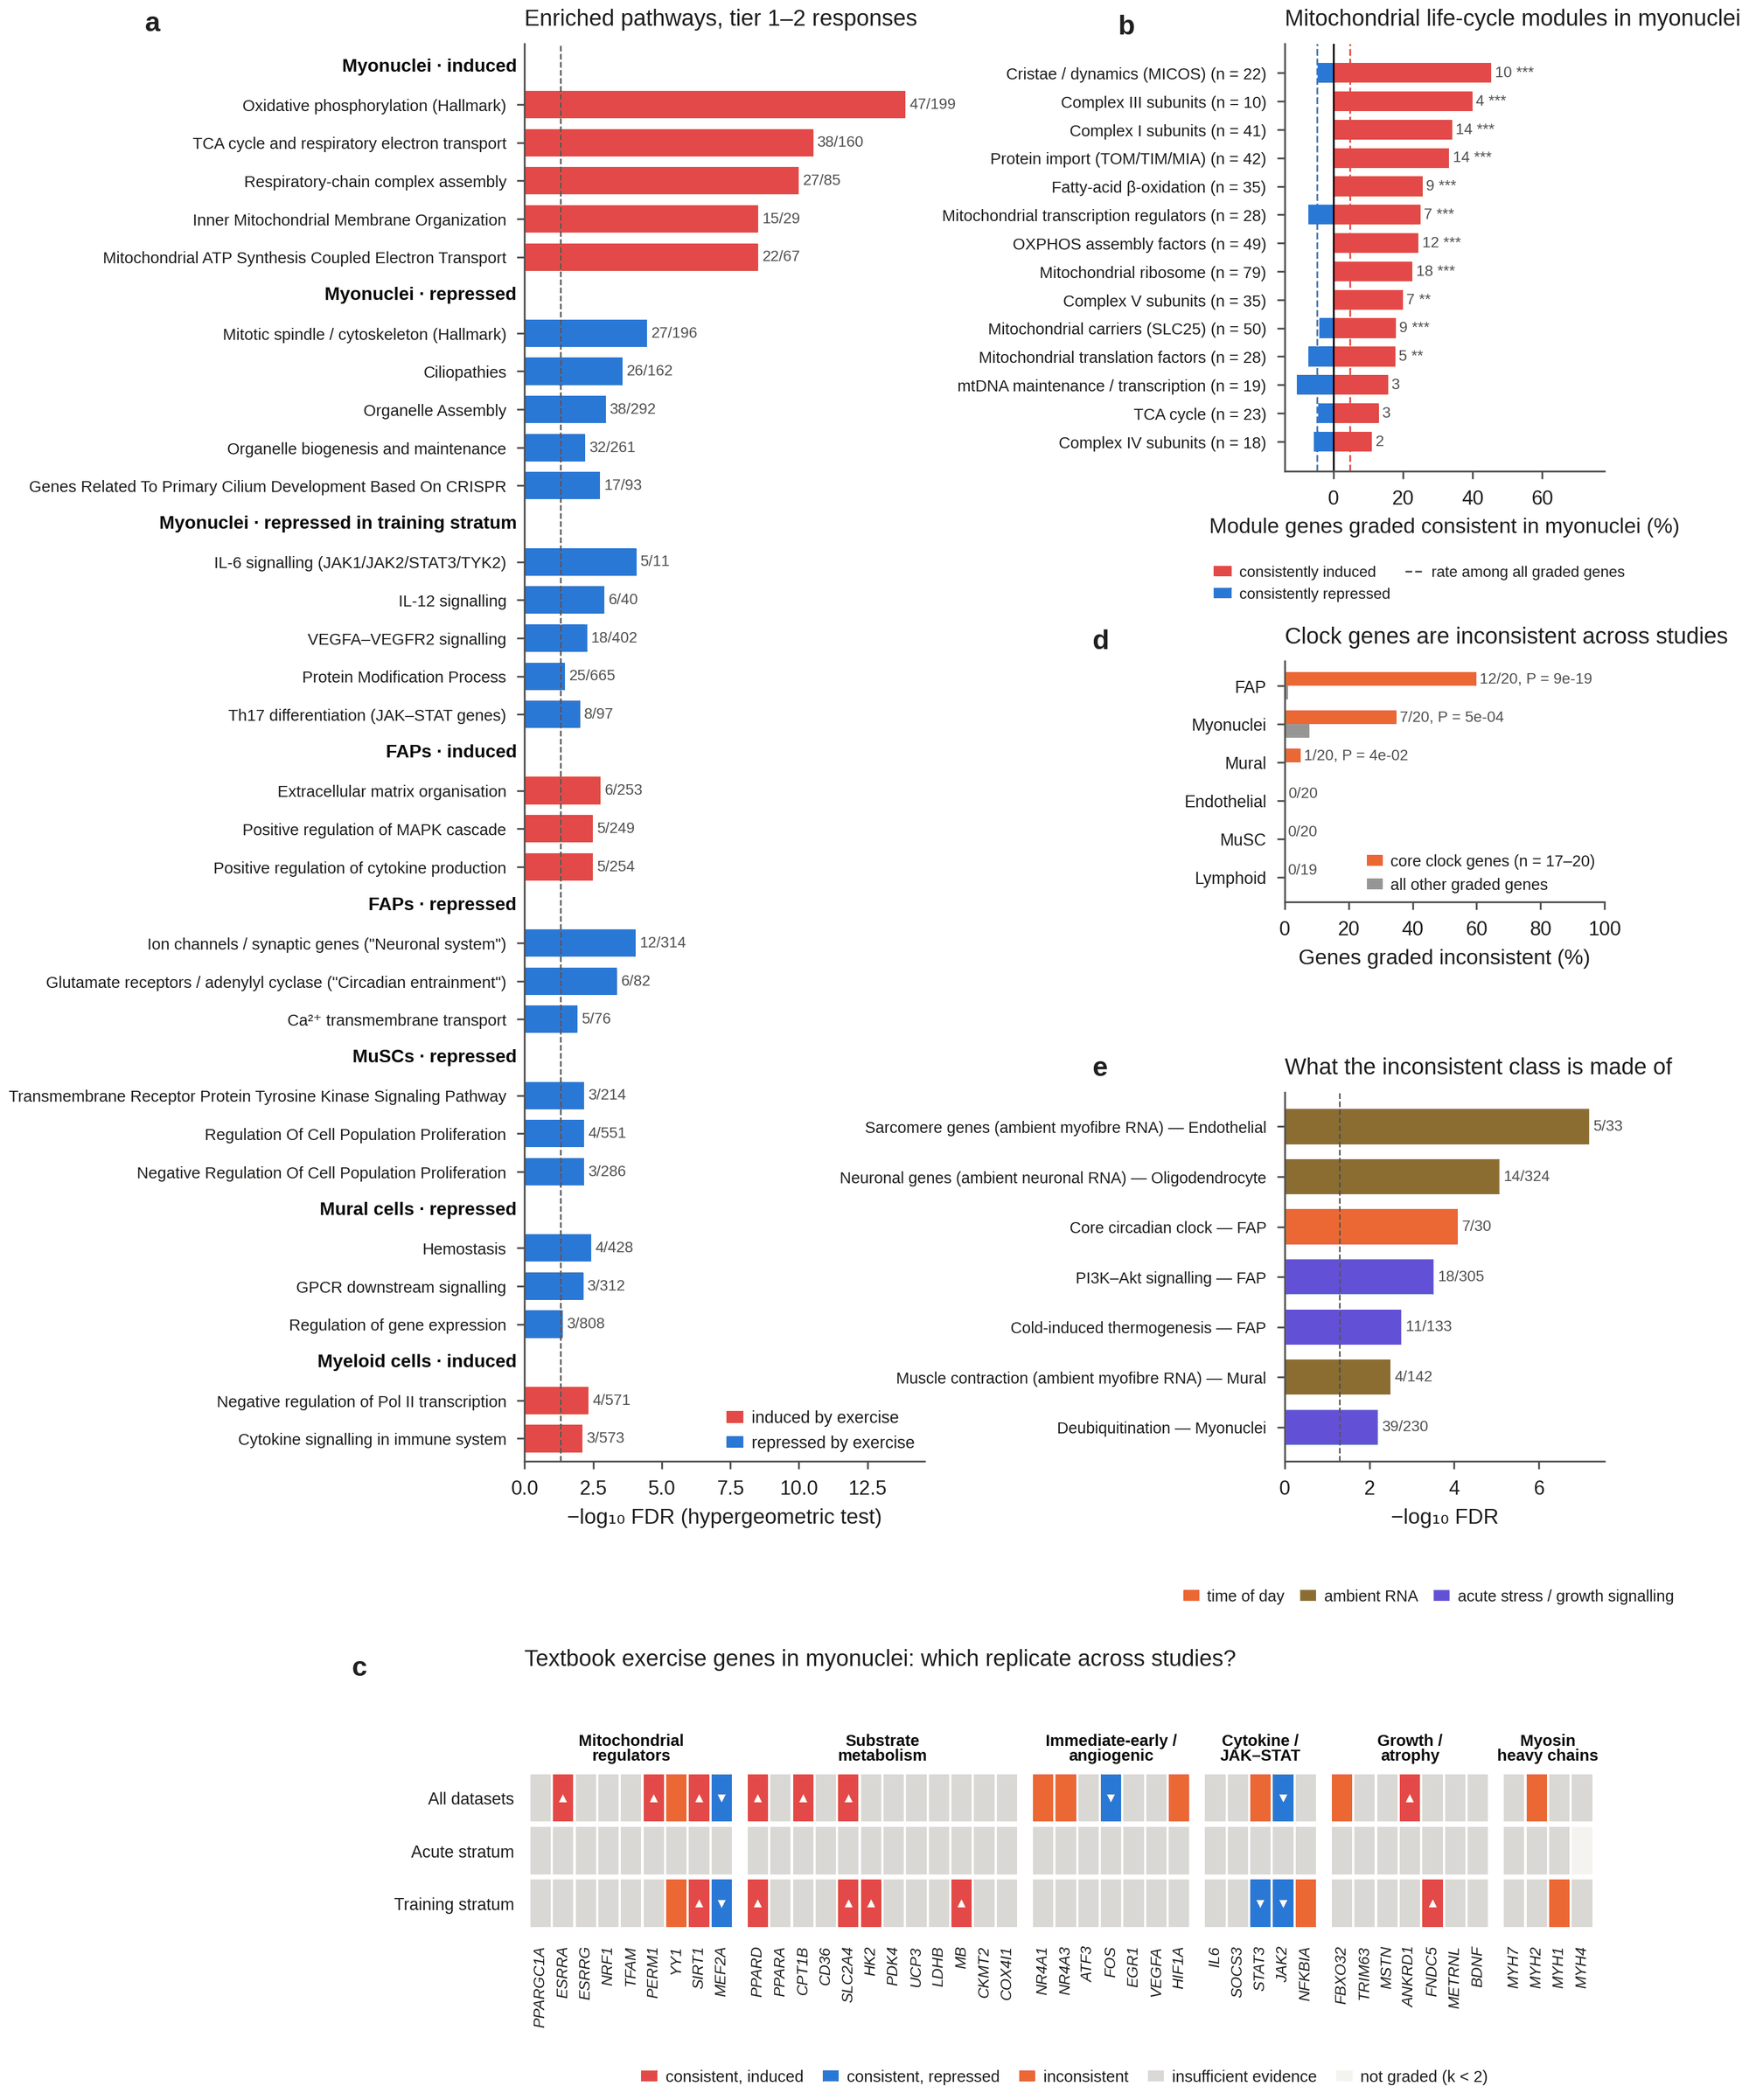 a
Enriched pathways, tier 1–2 responses
Myonuclei · induced
Oxidative phosphorylation (Hallmark) 47/199
TCA cycle and respiratory electron transport 38/160
Respiratory-chain complex assembly 27/85
Inner Mitochondrial Membrane Organization 15/29
Mitochondrial ATP Synthesis Coupled Electron Transport 22/67
Myonuclei · repressed
Mitotic spindle / cytoskeleton (Hallmark) 27/196
Ciliopathies 26/162
Organelle Assembly 38/292
Organelle biogenesis and maintenance 32/261
Genes Related To Primary Cilium Development Based On CRISPR 17/93
Myonuclei · repressed in training stratum
IL-6 signalling (JAK1/JAK2/STAT3/TYK2) 5/11
IL-12 signalling 6/40
VEGFA–VEGFR2 signalling 18/402
Protein Modification Process 25/665
Th17 differentiation (JAK–STAT genes) 8/97
FAPs · induced
Extracellular matrix organisation 6/253
Positive regulation of MAPK cascade 5/249
Positive regulation of cytokine production 5/254
FAPs · repressed
Ion channels / synaptic genes ("Neuronal system") 12/314
Glutamate receptors / adenylyl cyclase ("Circadian entrainment") 6/82
Ca²⁺ transmembrane transport 5/76
MuSCs · repressed
Transmembrane Receptor Protein Tyrosine Kinase Signaling Pathway 3/214
Regulation Of Cell Population Proliferation 4/551
Negative Regulation Of Cell Population Proliferation 3/286
Mural cells · repressed
Hemostasis 4/428
GPCR downstream signalling 3/312
Regulation of gene expression 3/808
Myeloid cells · induced
Negative regulation of Pol II transcription 4/571
Cytokine signalling in immune system 3/573
induced by exercise
repressed by exercise
0.0 2.5 5.0 7.5 10.0 12.5
−log₁₀ FDR (hypergeometric test)
b
Mitochondrial life-cycle modules in myonuclei
Cristae / dynamics (MICOS) (n = 22) 10 ***
Complex III subunits (n = 10) 4 ***
Complex I subunits (n = 41) 14 ***
Protein import (TOM/TIM/MIA) (n = 42) 14 ***
Fatty-acid β-oxidation (n = 35) 9 ***
Mitochondrial transcription regulators (n = 28) 7 ***
OXPHOS assembly factors (n = 49) 12 ***
Mitochondrial ribosome (n = 79) 18 ***
Complex V subunits (n = 35) 7 **
Mitochondrial carriers (SLC25) (n = 50) 9 ***
Mitochondrial translation factors (n = 28) 5 **
mtDNA maintenance / transcription (n = 19) 3
TCA cycle (n = 23) 3
Complex IV subunits (n = 18) 2
0 20 40 60
Module genes graded consistent in myonuclei (%)
consistently induced
rate among all graded genes
consistently repressed
d
Clock genes are inconsistent across studies
FAP 12/20, P = 9e-19
Myonuclei 7/20, P = 5e-04
Mural 1/20, P = 4e-02
Endothelial 0/20
MuSC 0/20
Lymphoid 0/19
core clock genes (n = 17–20)
all other graded genes
0 20 40 60 80 100
Genes graded inconsistent (%)
e
What the inconsistent class is made of
Sarcomere genes (ambient myofibre RNA) — Endothelial 5/33
Neuronal genes (ambient neuronal RNA) — Oligodendrocyte 14/324
Core circadian clock — FAP 7/30
PI3K–Akt signalling — FAP 18/305
Cold-induced thermogenesis — FAP 11/133
Muscle contraction (ambient myofibre RNA) — Mural 4/142
Deubiquitination — Myonuclei 39/230
0 2 4 6
−log₁₀ FDR
time of day
ambient RNA
acute stress / growth signalling
c
Textbook exercise genes in myonuclei: which replicate across studies?
Mitochondrial
regulators
Substrate
metabolism
Immediate-early /
angiogenic
Cytokine /
JAK–STAT
Growth /
atrophy
Myosin
heavy chains
All datasets
Acute stratum
Training stratum
PPARGC1A
ESRRA
ESRRG
NRF1
TFAM
PERM1
YY1
SIRT1
MEF2A
PPARD
PPARA
CPT1B
CD36
SLC2A4
HK2
PDK4
UCP3
LDHB
MB
CKMT2
COX4I1
NR4A1
NR4A3
ATF3
FOS
EGR1
VEGFA
HIF1A
IL6
SOCS3
STAT3
JAK2
NFKBIA
FBXO32
TRIM63
MSTN
ANKRD1
FNDC5
METRNL
BDNF
MYH7
MYH2
MYH1
MYH4
consistent, induced
consistent, repressed
inconsistent
insufficient evidence
not graded (k < 2)